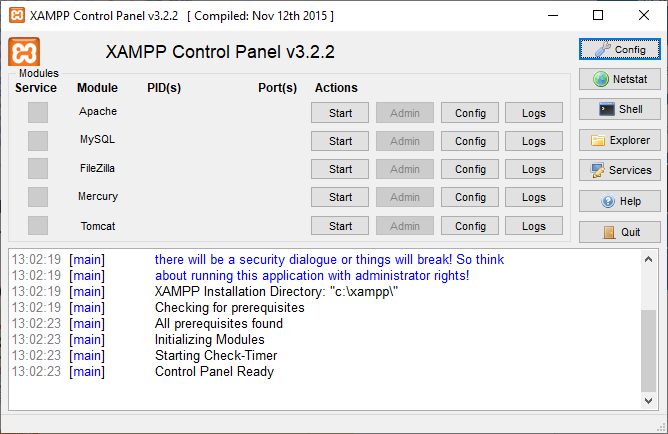 XAMPP Control Panel v3.2.2 [ Compiled: Nov 12th 2015 ]
XAMPP Control Panel v3.2.2
Config
Modules
Service Module PID(s) Port(s) Actions
Netstat
Apache Start Admin Config Logs
Shell
MySQL Start Admin Config Logs
Explorer
FileZilla Start Admin Config Logs
Services
Mercury Start Admin Config Logs
Help
Tomcat Start Admin Config Logs
Quit
13:02:19 [main] there will be a security dialogue or things will break! So think
13:02:19 [main] about running this application with administrator rights!
13:02:19 [main] XAMPP Installation Directory: "c:\xampp\"
13:02:19 [main] Checking for prerequisites
13:02:23 [main] All prerequisites found
13:02:23 [main] Initializing Modules
13:02:23 [main] Starting Check-Timer
13:02:23 [main] Control Panel Ready